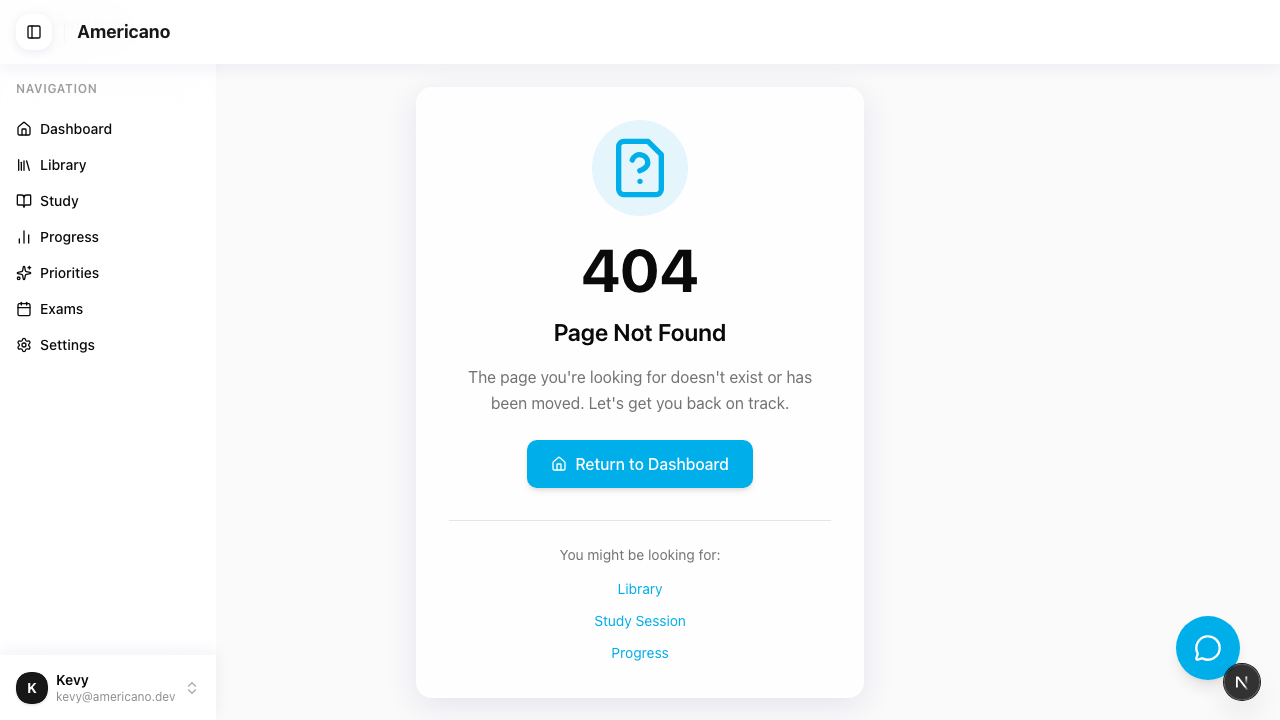 Americano
NAVIGATION
Dashboard
Library
Study
Progress
Priorities
Exams
Settings
404
Page Not Found
The page you're looking for doesn't exist or has
been moved. Let's get you back on track.
Return to Dashboard
You might be looking for:
Library
Study Session
Progress
K
Kevy
kevy@americano.dev
N